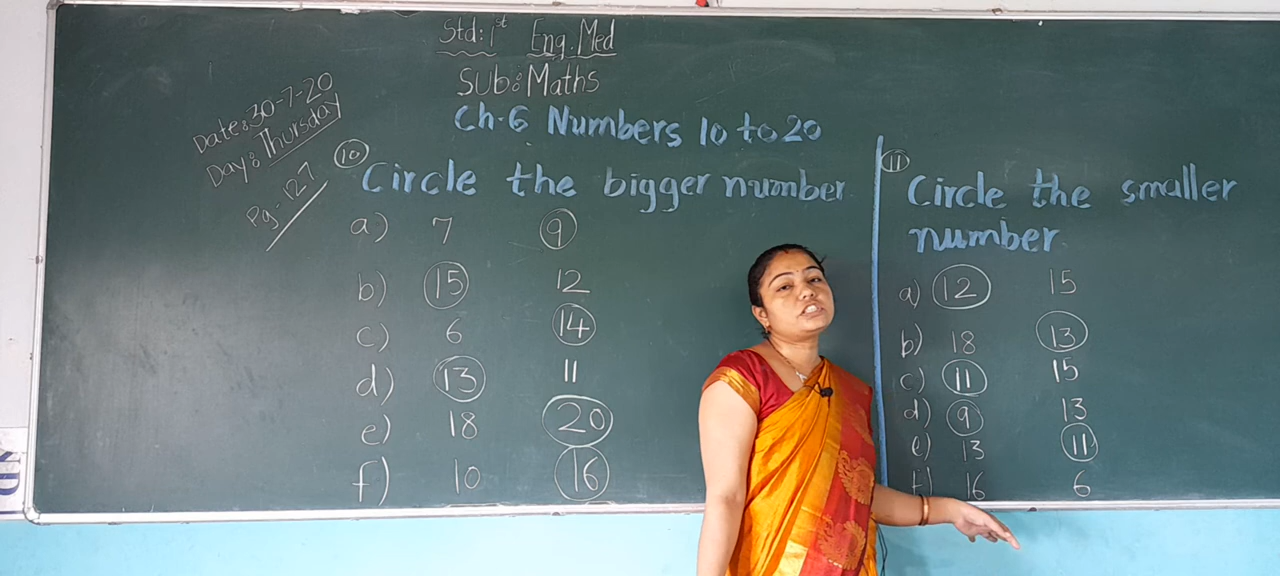 Std: 1st Eng. Med
Sub: Maths
Date: 30-7-20
Day: Thursday
Pg - 127
Ch. 6 Numbers 10 to 20
10 Circle the bigger number
a) 7 9
b) 15 12
c) 6 14
d) 13 11
e) 18 20
f) 10 16
11 Circle the smaller
number
a) 12 15
b) 18 13
c) 11 15
d) 9 13
e) 13 11
f) 16 6